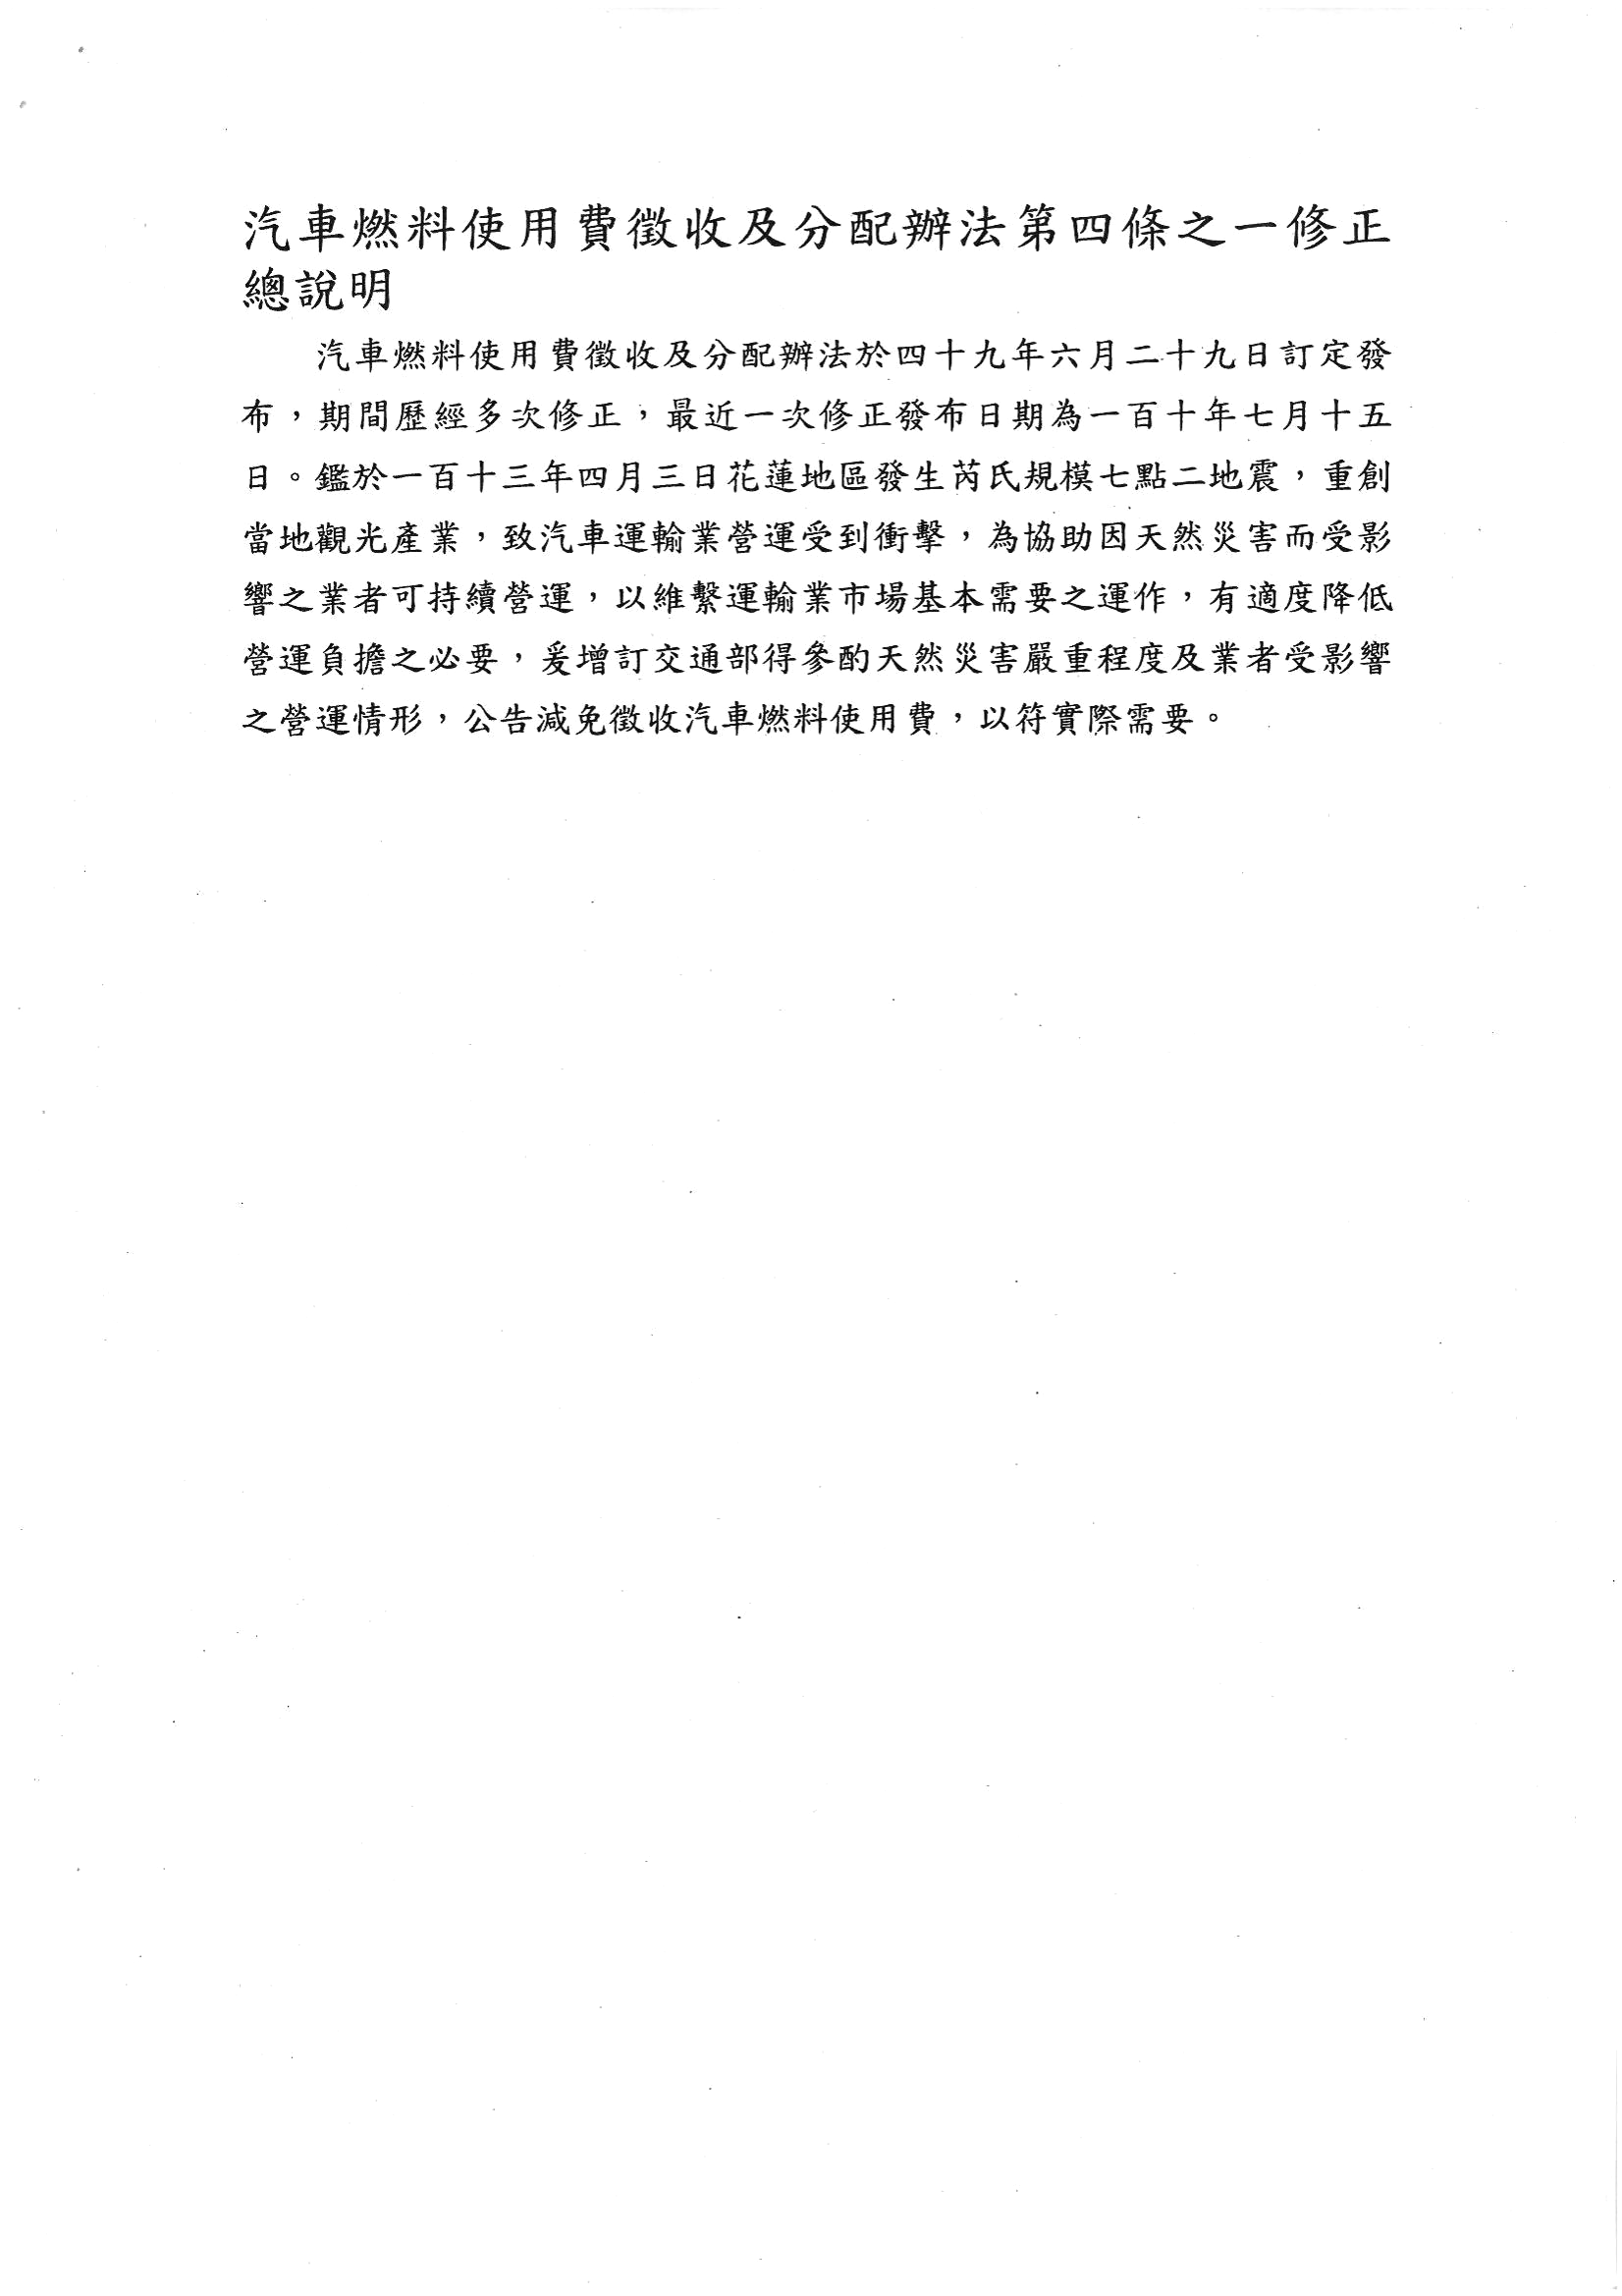 汽車燃料使用費徵收及分配辦法第四條之一修正
總說明
汽車燃料使用費徵收及分配辦法於四十九年六月二十九日訂定發
布，期間歷經多次修正，最近一次修正發布日期為一百十年七月十五
日。鑑於一百十三年四月三日花蓮地區發生芮氏規模七點二地震，重創
當地觀光產業，致汽車運輸業營運受到衝擊，為協助因天然災害而受影
響之業者可持續營運，以維繫運輸業市場基本需要之運作，有適度降低
營運負擔之必要，爰增訂交通部得參酌天然災害嚴重程度及業者受影響
之營運情形，公告減免徵收汽車燃料使用費，以符實際需要。